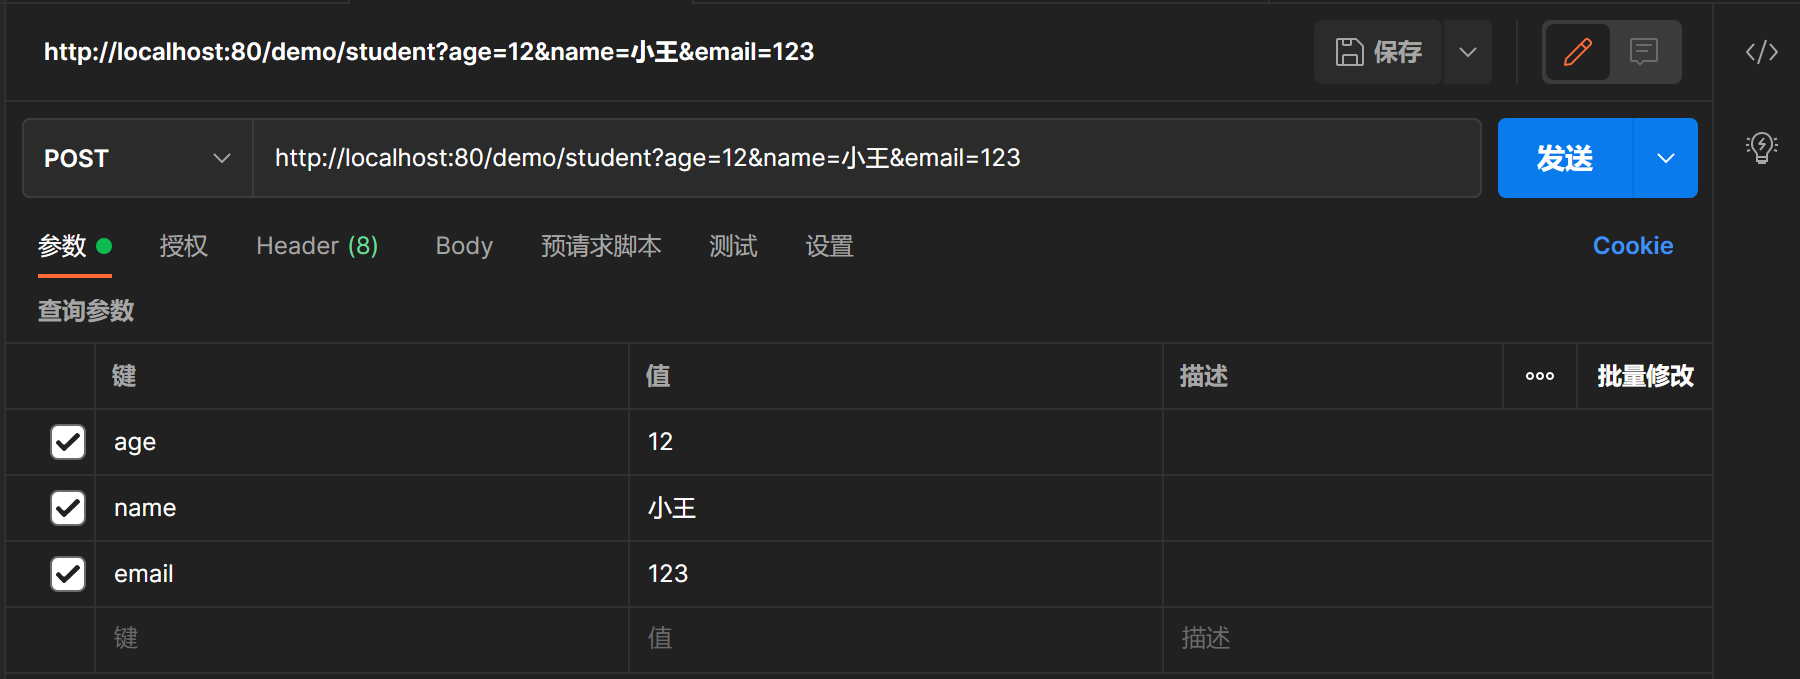 http://localhost:80/demo/student?age=12&name=小王&email=123 保存
POST http://localhost:80/demo/student?age=12&name=小王&email=123 发送
参数 授权 Header (8) Body 预请求脚本 测试 设置 Cookie
查询参数
键 值 描述 批量修改
age 12
name 小王
email 123
键 值 描述